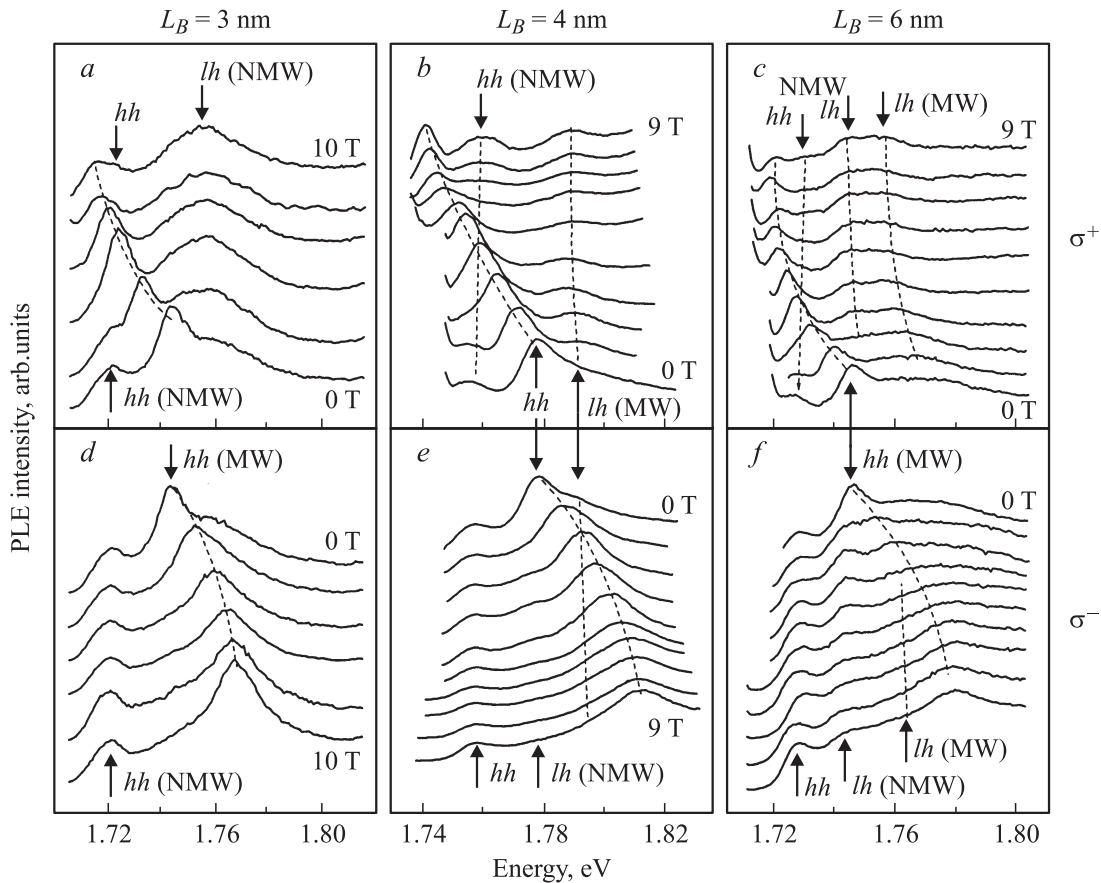 L_B = 3 nm
L_B = 4 nm
L_B = 6 nm
a
lh (NMW)
hh
10 T
0 T
hh (NMW)
b
hh (NMW)
9 T
0 T
hh
lh (MW)
c
NMW
hh
lh
lh (MW)
9 T
0 T
σ+
d
hh (MW)
0 T
10 T
hh (NMW)
e
0 T
9 T
hh
lh (NMW)
f
hh (MW)
0 T
lh (MW)
hh
lh (NMW)
σ−
PLE intensity, arb.units
1.72
1.76
1.80
1.74
1.78
1.82
1.72
1.76
1.80
Energy, eV